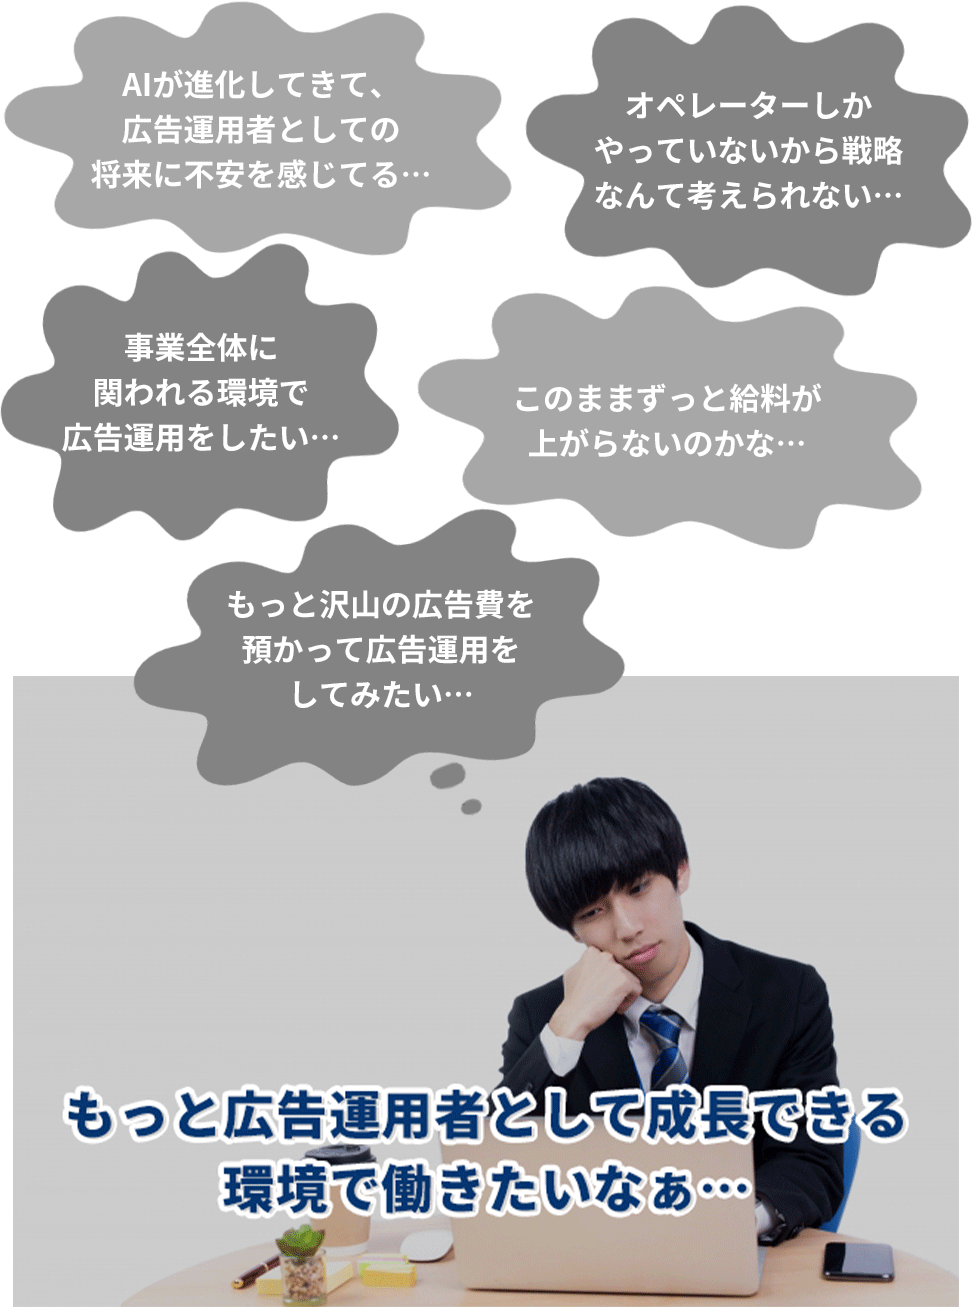 AIが進化してきて、
広告運用者としての
将来に不安を感じてる…
オペレーターしか
やっていないから戦略
なんて考えられない…
事業全体に
関われる環境で
広告運用をしたい…
このままずっと給料が
上がらないのかな…
もっと沢山の広告費を
預かって広告運用を
してみたい…
もっと広告運用者として成長できる
環境で働きたいなぁ…